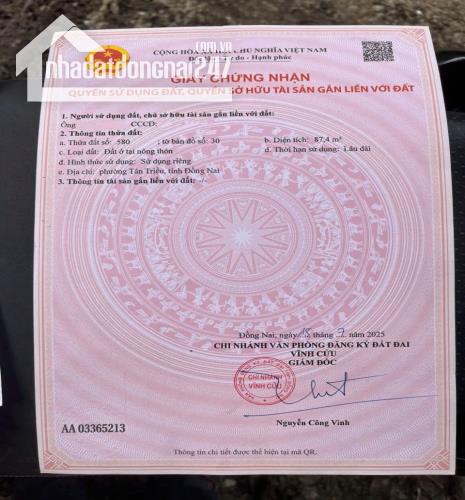 .com.vn
nhadatdongnai247
CỘNG HÒA XÃ HỘI CHỦ NGHĨA VIỆT NAM
do - Hạnh phúc
GIẤY CHỨNG NHẬN
QUYỀN SỬ DỤNG ĐẤT, QUYỀN SỞ HỮU TÀI SẢN GẮN LIỀN VỚI ĐẤT
1. Người sử dụng đất, chủ sở hữu tài sản gắn liền với đất:
Ông CCCD:
2. Thông tin thửa đất:
a. Thửa đất số: 580 ; tờ bản đồ số: 30 b. Diện tích: 87,4 m²
c. Loại đất: Đất ở tại nông thôn d. Thời hạn sử dụng: Lâu dài
đ. Hình thức sử dụng: Sử dụng riêng
e. Địa chỉ: phường Tân Triều, tỉnh Đồng Nai
3. Thông tin tài sản gắn liền với đất: -/-
Đồng Nai, ngày 18 tháng 7 năm 2025
CHI NHÁNH VĂN PHÒNG ĐĂNG KÝ ĐẤT ĐAI
VĨNH CỬU
GIÁM ĐỐC
CHI NHÁNH
VĨNH CỬU
Nguyễn Công Vinh
AA 03365213
Thông tin chi tiết được thể hiện tại mã QR.